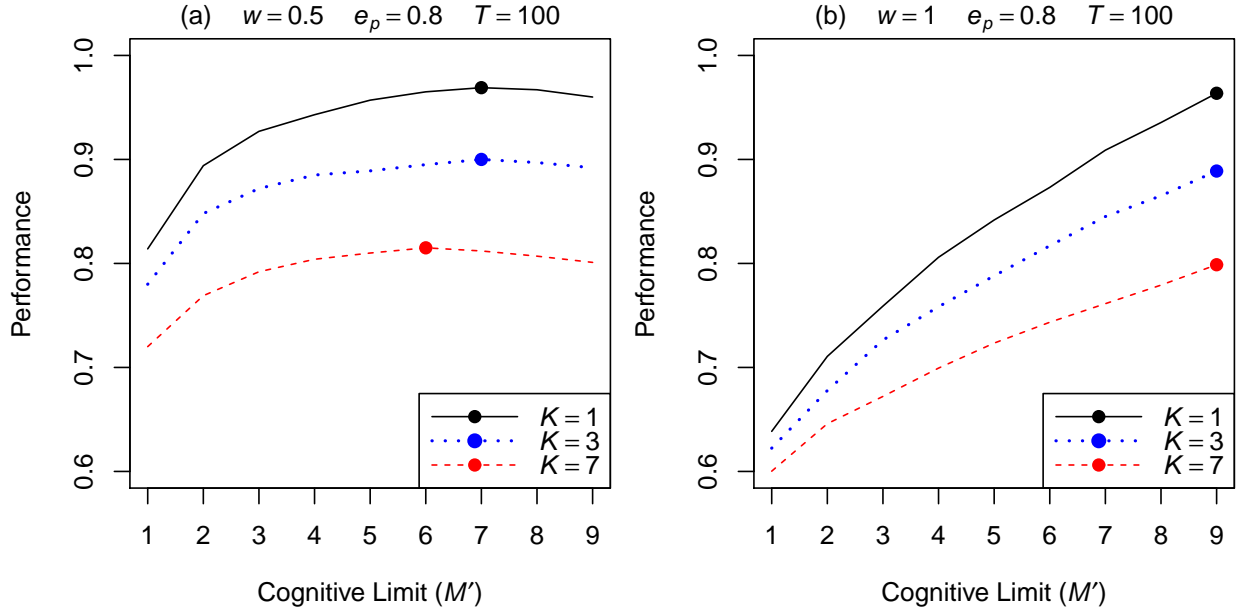 (a) w = 0.5 e_p = 0.8 T = 100
1.0
0.9
0.8
0.7
0.6
Performance
K = 1
K = 3
K = 7
1 2 3 4 5 6 7 8 9
Cognitive Limit (M′)
(b) w = 1 e_p = 0.8 T = 100
1.0
0.9
0.8
0.7
0.6
Performance
K = 1
K = 3
K = 7
1 2 3 4 5 6 7 8 9
Cognitive Limit (M′)